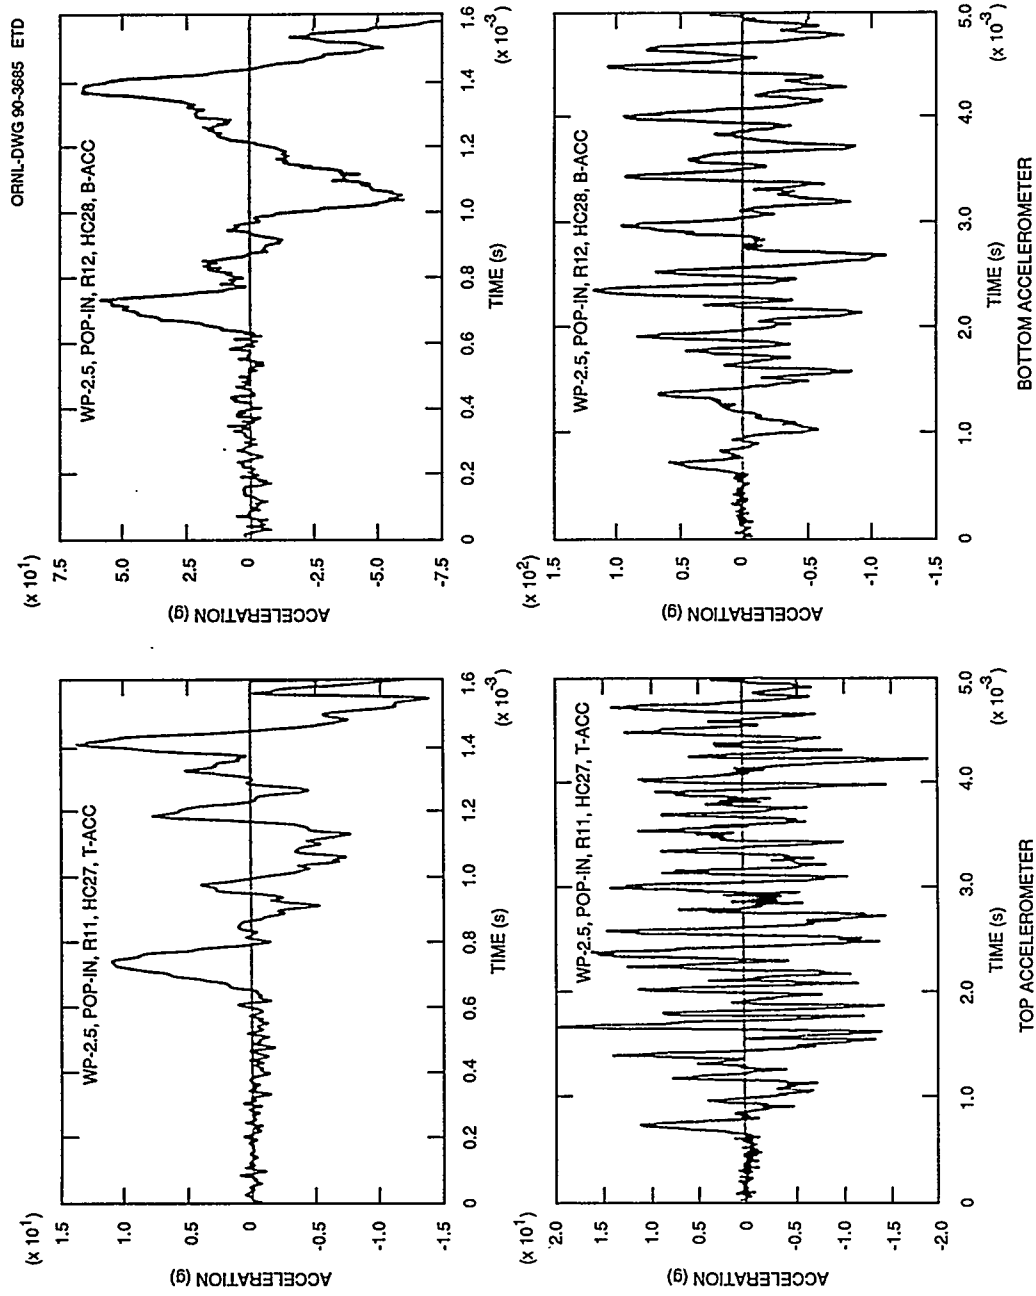 ORNL-DWG 90-3685 ETD
(x 10¹)
1.5
1.0
0.5
0
-0.5
-1.0
-1.5
ACCELERATION (g)
WP-2.5, POP-IN, R11, HC27, T-ACC
0 0.2 0.4 0.6 0.8 1.0 1.2 1.4 1.6
TIME (s)
(x 10⁻³)
(x 10¹)
7.5
5.0
2.5
0
-2.5
-5.0
-7.5
ACCELERATION (g)
WP-2.5, POP-IN, R12, HC28, B-ACC
0 0.2 0.4 0.6 0.8 1.0 1.2 1.4 1.6
TIME (s)
(x 10⁻³)
(x 10¹)
2.0
1.5
1.0
0.5
0
-0.5
-1.0
-1.5
-2.0
ACCELERATION (g)
WP-2.5, POP-IN, R11, HC27, T-ACC
0 1.0 2.0 3.0 4.0 5.0
TIME (s)
(x 10⁻³)
TOP ACCELEROMETER
(x 10²)
1.5
1.0
0.5
0
-0.5
-1.0
-1.5
ACCELERATION (g)
WP-2.5, POP-IN, R12, HC28, B-ACC
0 1.0 2.0 3.0 4.0 5.0
TIME (s)
(x 10⁻³)
BOTTOM ACCELEROMETER